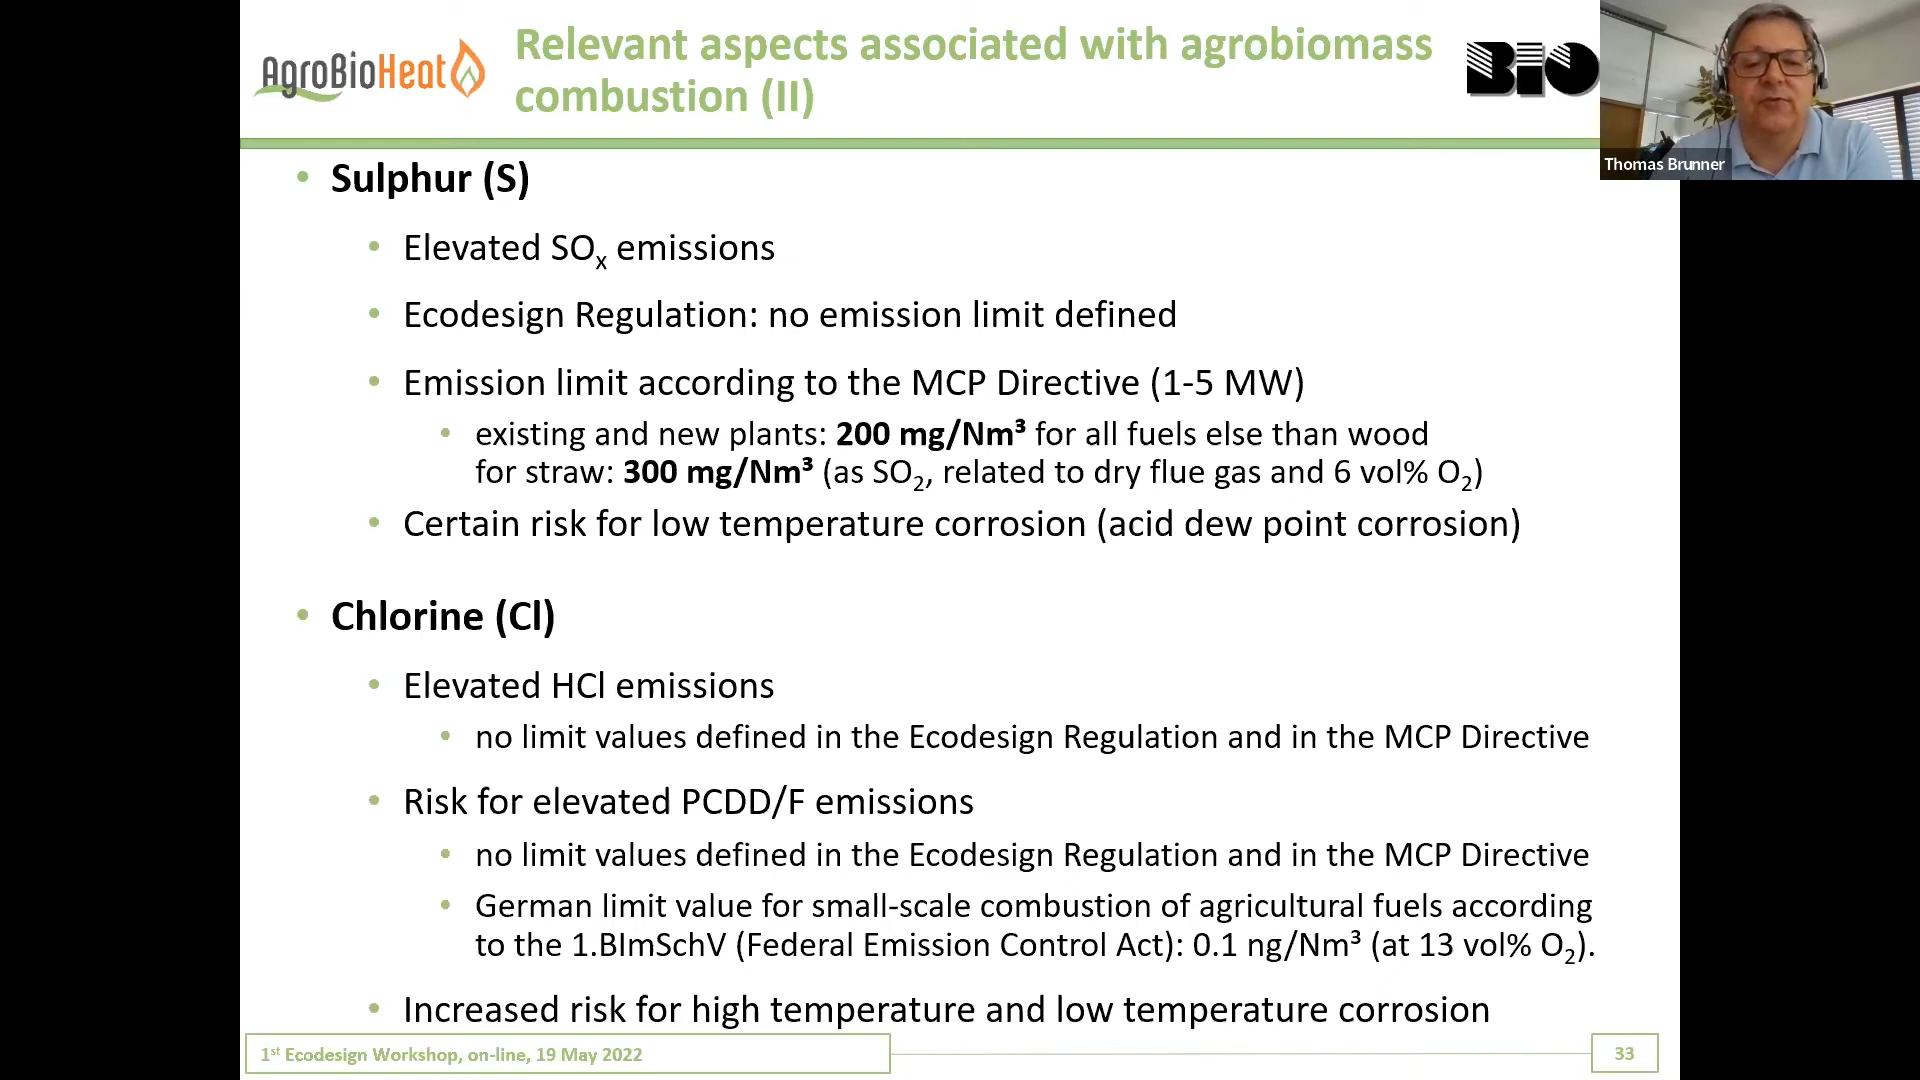 AgroBioHeat
Relevant aspects associated with agrobiomass
combustion (II)
BIO
Thomas Brunner
• Sulphur (S)
• Elevated SOₓ emissions
• Ecodesign Regulation: no emission limit defined
• Emission limit according to the MCP Directive (1-5 MW)
• existing and new plants: 200 mg/Nm³ for all fuels else than wood
for straw: 300 mg/Nm³ (as SO₂, related to dry flue gas and 6 vol% O₂)
• Certain risk for low temperature corrosion (acid dew point corrosion)
• Chlorine (Cl)
• Elevated HCl emissions
• no limit values defined in the Ecodesign Regulation and in the MCP Directive
• Risk for elevated PCDD/F emissions
• no limit values defined in the Ecodesign Regulation and in the MCP Directive
• German limit value for small-scale combustion of agricultural fuels according
to the 1.BImSchV (Federal Emission Control Act): 0.1 ng/Nm³ (at 13 vol% O₂).
• Increased risk for high temperature and low temperature corrosion
1st Ecodesign Workshop, on-line, 19 May 2022
33